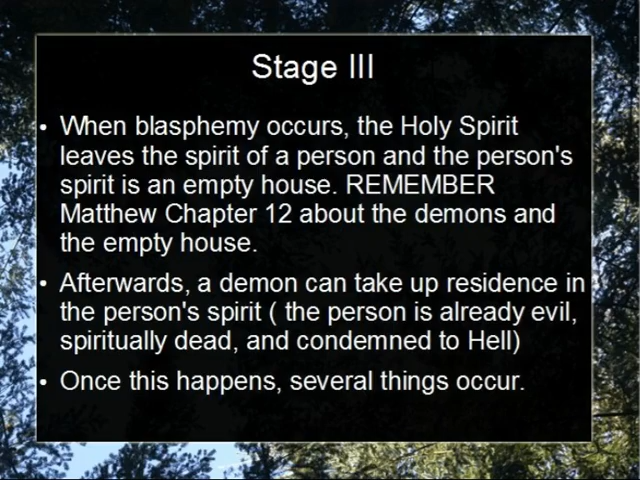 Stage III
• When blasphemy occurs, the Holy Spirit
leaves the spirit of a person and the person's
spirit is an empty house. REMEMBER
Matthew Chapter 12 about the demons and
the empty house.
• Afterwards, a demon can take up residence in
the person's spirit ( the person is already evil,
spiritually dead, and condemned to Hell)
• Once this happens, several things occur.